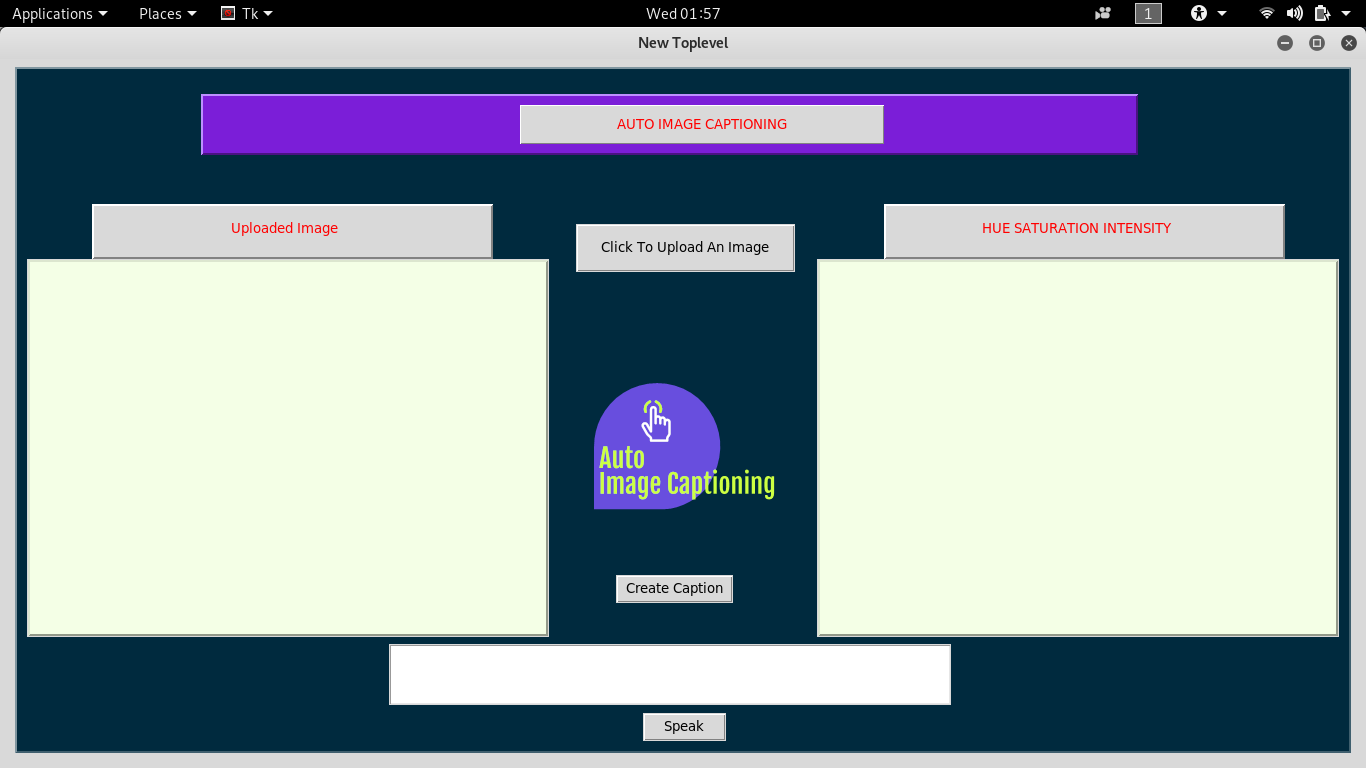 Applications Places Tk Wed 01:57 1
New Toplevel
AUTO IMAGE CAPTIONING
Uploaded Image
Click To Upload An Image
HUE SATURATION INTENSITY
Auto
Image Captioning
Create Caption
Speak